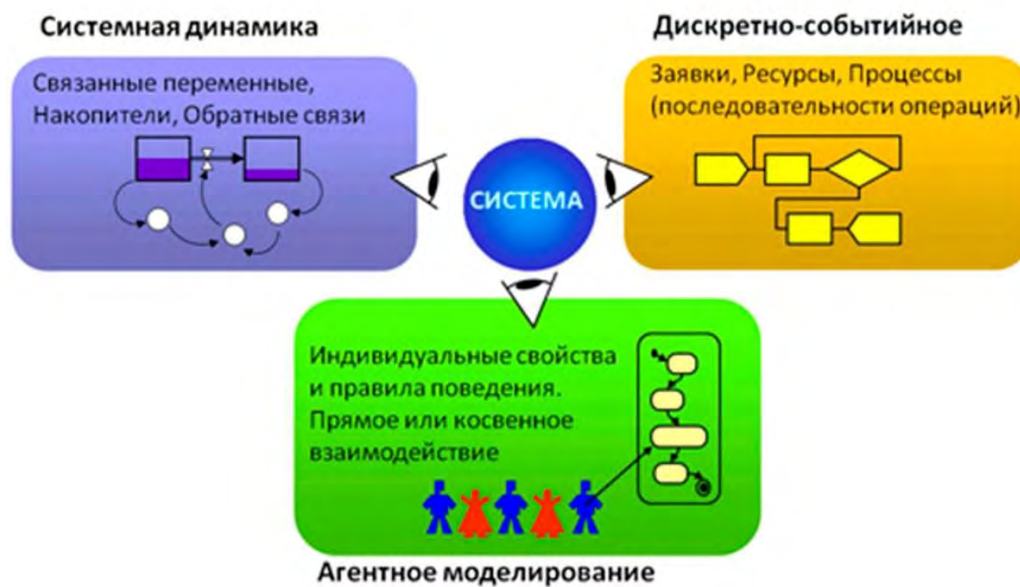 Системная динамика
Связанные переменные,
Накопители, Обратные связи
Дискретно-событийное
Заявки, Ресурсы, Процессы
(последовательности операций)
СИСТЕМА
Индивидуальные свойства
и правила поведения.
Прямое или косвенное
взаимодействие
Агентное моделирование